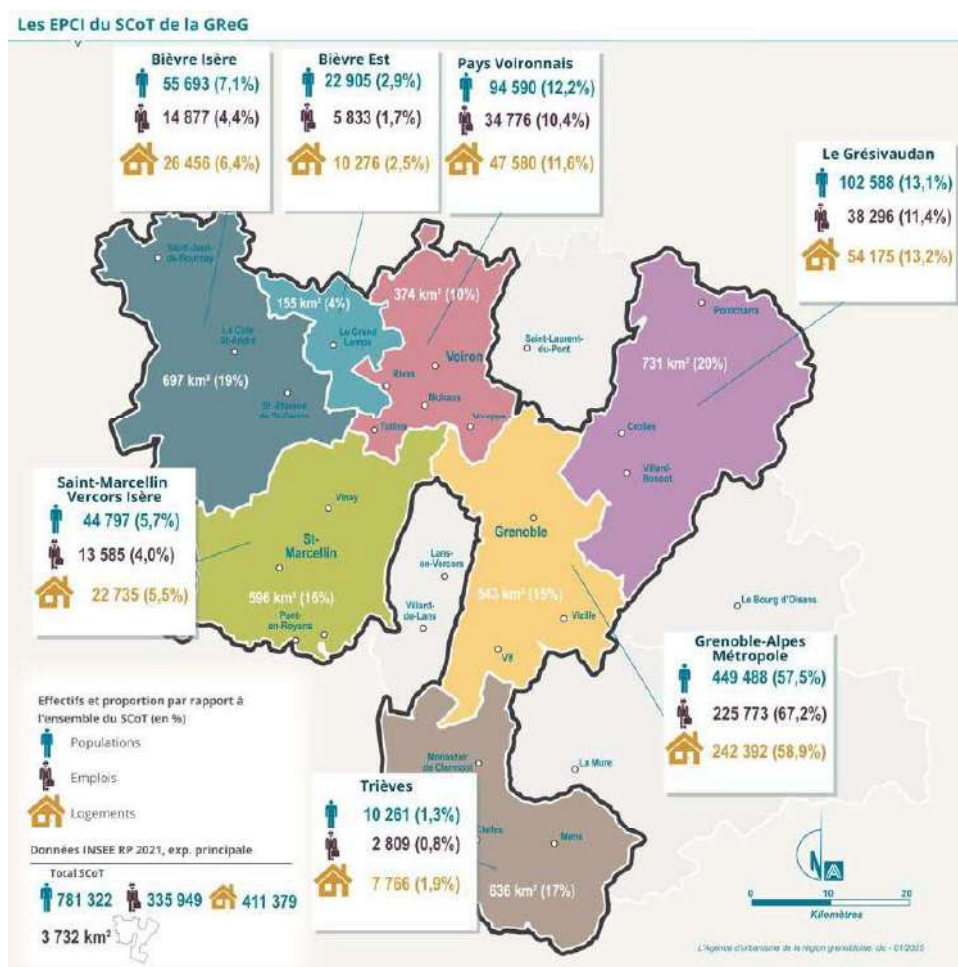 Les EPCI du SCoT de la GReG
Bièvre Isère
55 693 (7,1%)
14 877 (4,4%)
26 456 (6,4%)
Bièvre Est
22 905 (2,9%)
5 833 (1,7%)
10 276 (2,5%)
Pays Voironnais
94 590 (12,2%)
34 776 (10,4%)
47 580 (11,6%)
Le Grésivaudan
102 588 (13,1%)
38 296 (11,4%)
54 175 (13,2%)
Saint-Jean-
de-Bournay
155 km² (4%)
374 km² (10%)
Pontcharra
Le Grand
Lemps
La Côte
St-André
Saint-Laurent-
du-Pont
Voiron
731 km² (20%)
697 km² (19%)
Rives
Moirans
Tullins
Voreppe
Crolles
Villard-
Bonnot
Saint-Marcellin
Vercors Isère
44 797 (5,7%)
13 585 (4,0%)
22 735 (5,5%)
Vinay
Grenoble
St-
Marcellin
Lans-
en-Vercors
596 km² (16%)
543 km² (15%)
Villard-
de-Lans
Le Bourg d'Oisans
Pont-
en-Royans
Vizille
Vif
Grenoble-Alpes
Métropole
449 488 (57,5%)
225 773 (67,2%)
242 392 (58,9%)
Effectifs et proportion par rapport à
l'ensemble du SCoT (en %)
Populations
Emplois
Logements
Monestier
de Clermont
La Mure
Trièves
10 261 (1,3%)
2 809 (0,8%)
7 766 (1,9%)
Clelles
Mens
636 km² (17%)
Données INSEE RP 2021, exp. principale
Total SCoT
781 322 335 949 411 379
3 732 km²
N
A
0 10 20
Kilomètres
L'Agence d'urbanisme de la région grenobloise, - 01/2025